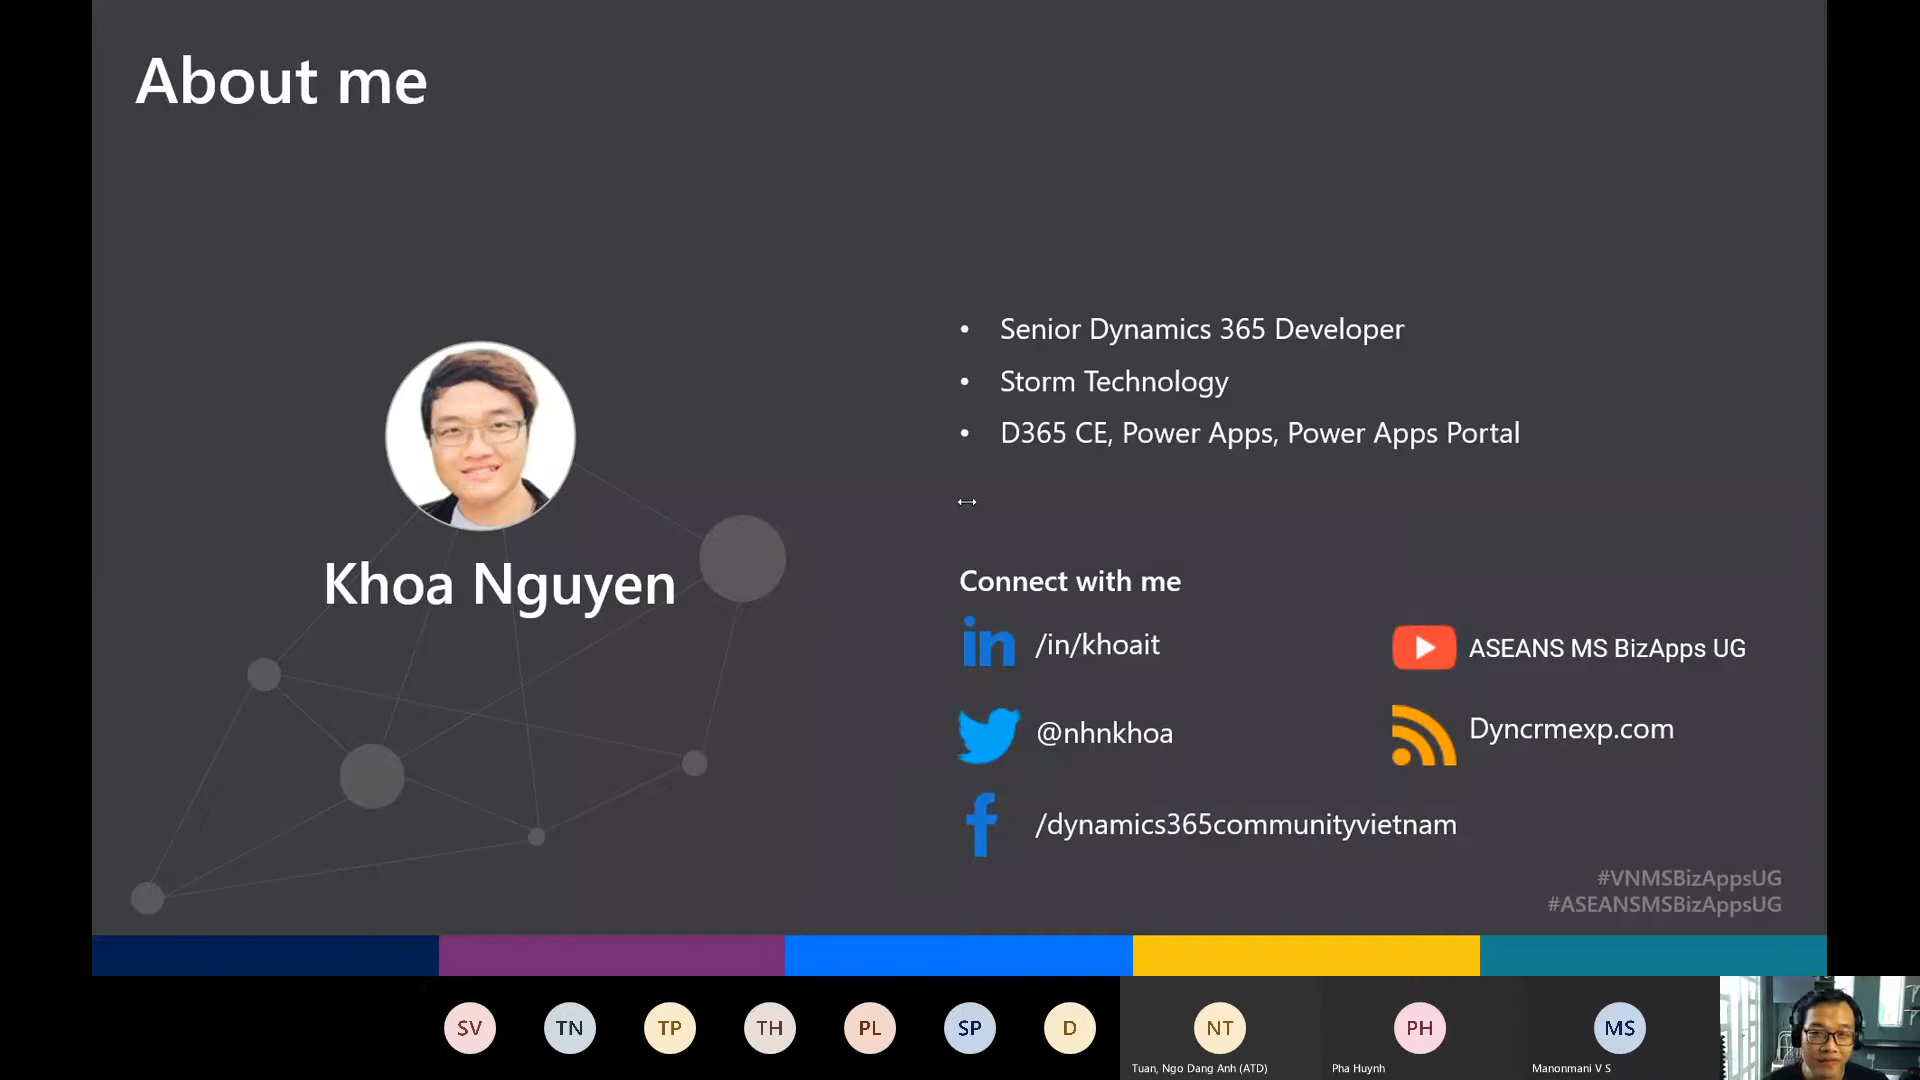 About me
Khoa Nguyen
• Senior Dynamics 365 Developer
• Storm Technology
• D365 CE, Power Apps, Power Apps Portal
Connect with me
in /in/khoait
ASEANS MS BizApps UG
@nhnkhoa
Dyncrmexp.com
f /dynamics365communityvietnam
#VNMSBizAppsUG
#ASEANSMSBizAppsUG
SV TN TP TH PL SP D NT PH MS
Tuan, Ngo Dang Anh (ATD) Pha Huynh Manonmani V S